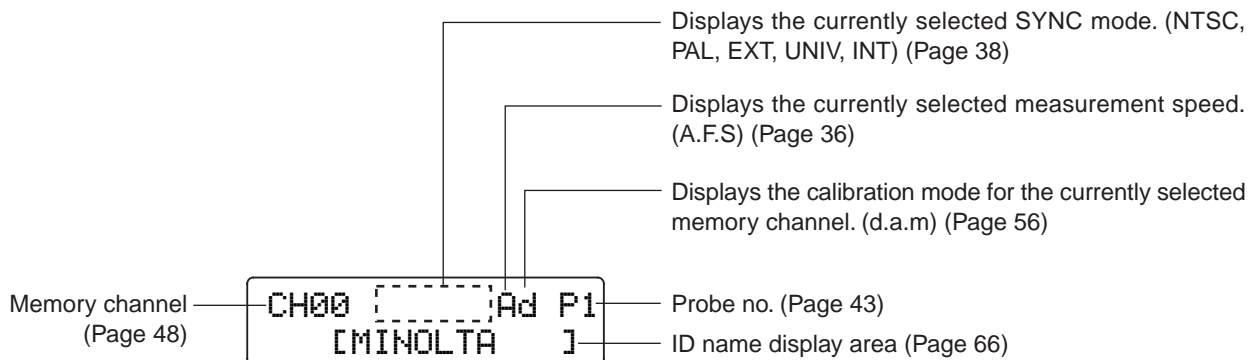 Displays the currently selected SYNC mode. (NTSC,
PAL, EXT, UNIV, INT) (Page 38)
Displays the currently selected measurement speed.
(A.F.S) (Page 36)
Displays the calibration mode for the currently selected
memory channel. (d.a.m) (Page 56)
Memory channel
(Page 48)
CH00 Ad P1
[MINOLTA ]
Probe no. (Page 43)
ID name display area (Page 66)